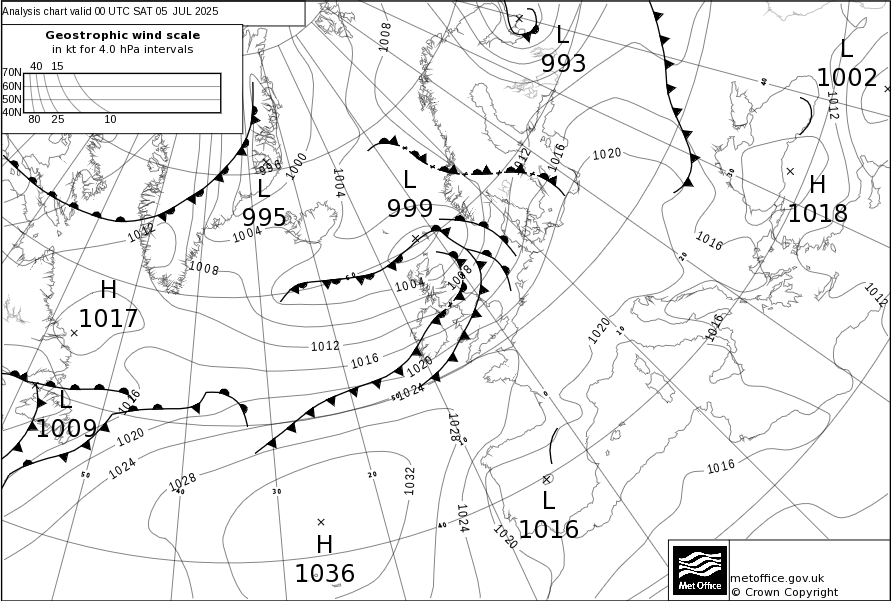 Analysis chart valid 00 UTC SAT 05 JUL 2025
Geostrophic wind scale
in kt for 4.0 hPa intervals
40 15
70N
60N
50N
40N
80 25 10
1008
L
993
L
1002
40
1012
996
1000
1012
1016
1020
1004
L
995
L
999
30
H
1018
1012
1004
1016
20
1008
50
1004
1008
1012
H
1017
1016
1020
10
1012
1016
1020
1016
L
1009
1024
50
0
1020
1028
10
1024
1016
50
1028
40
30
20
1032
L
1016
1024
40
1020
H
1036
Met Office
metoffice.gov.uk
© Crown Copyright